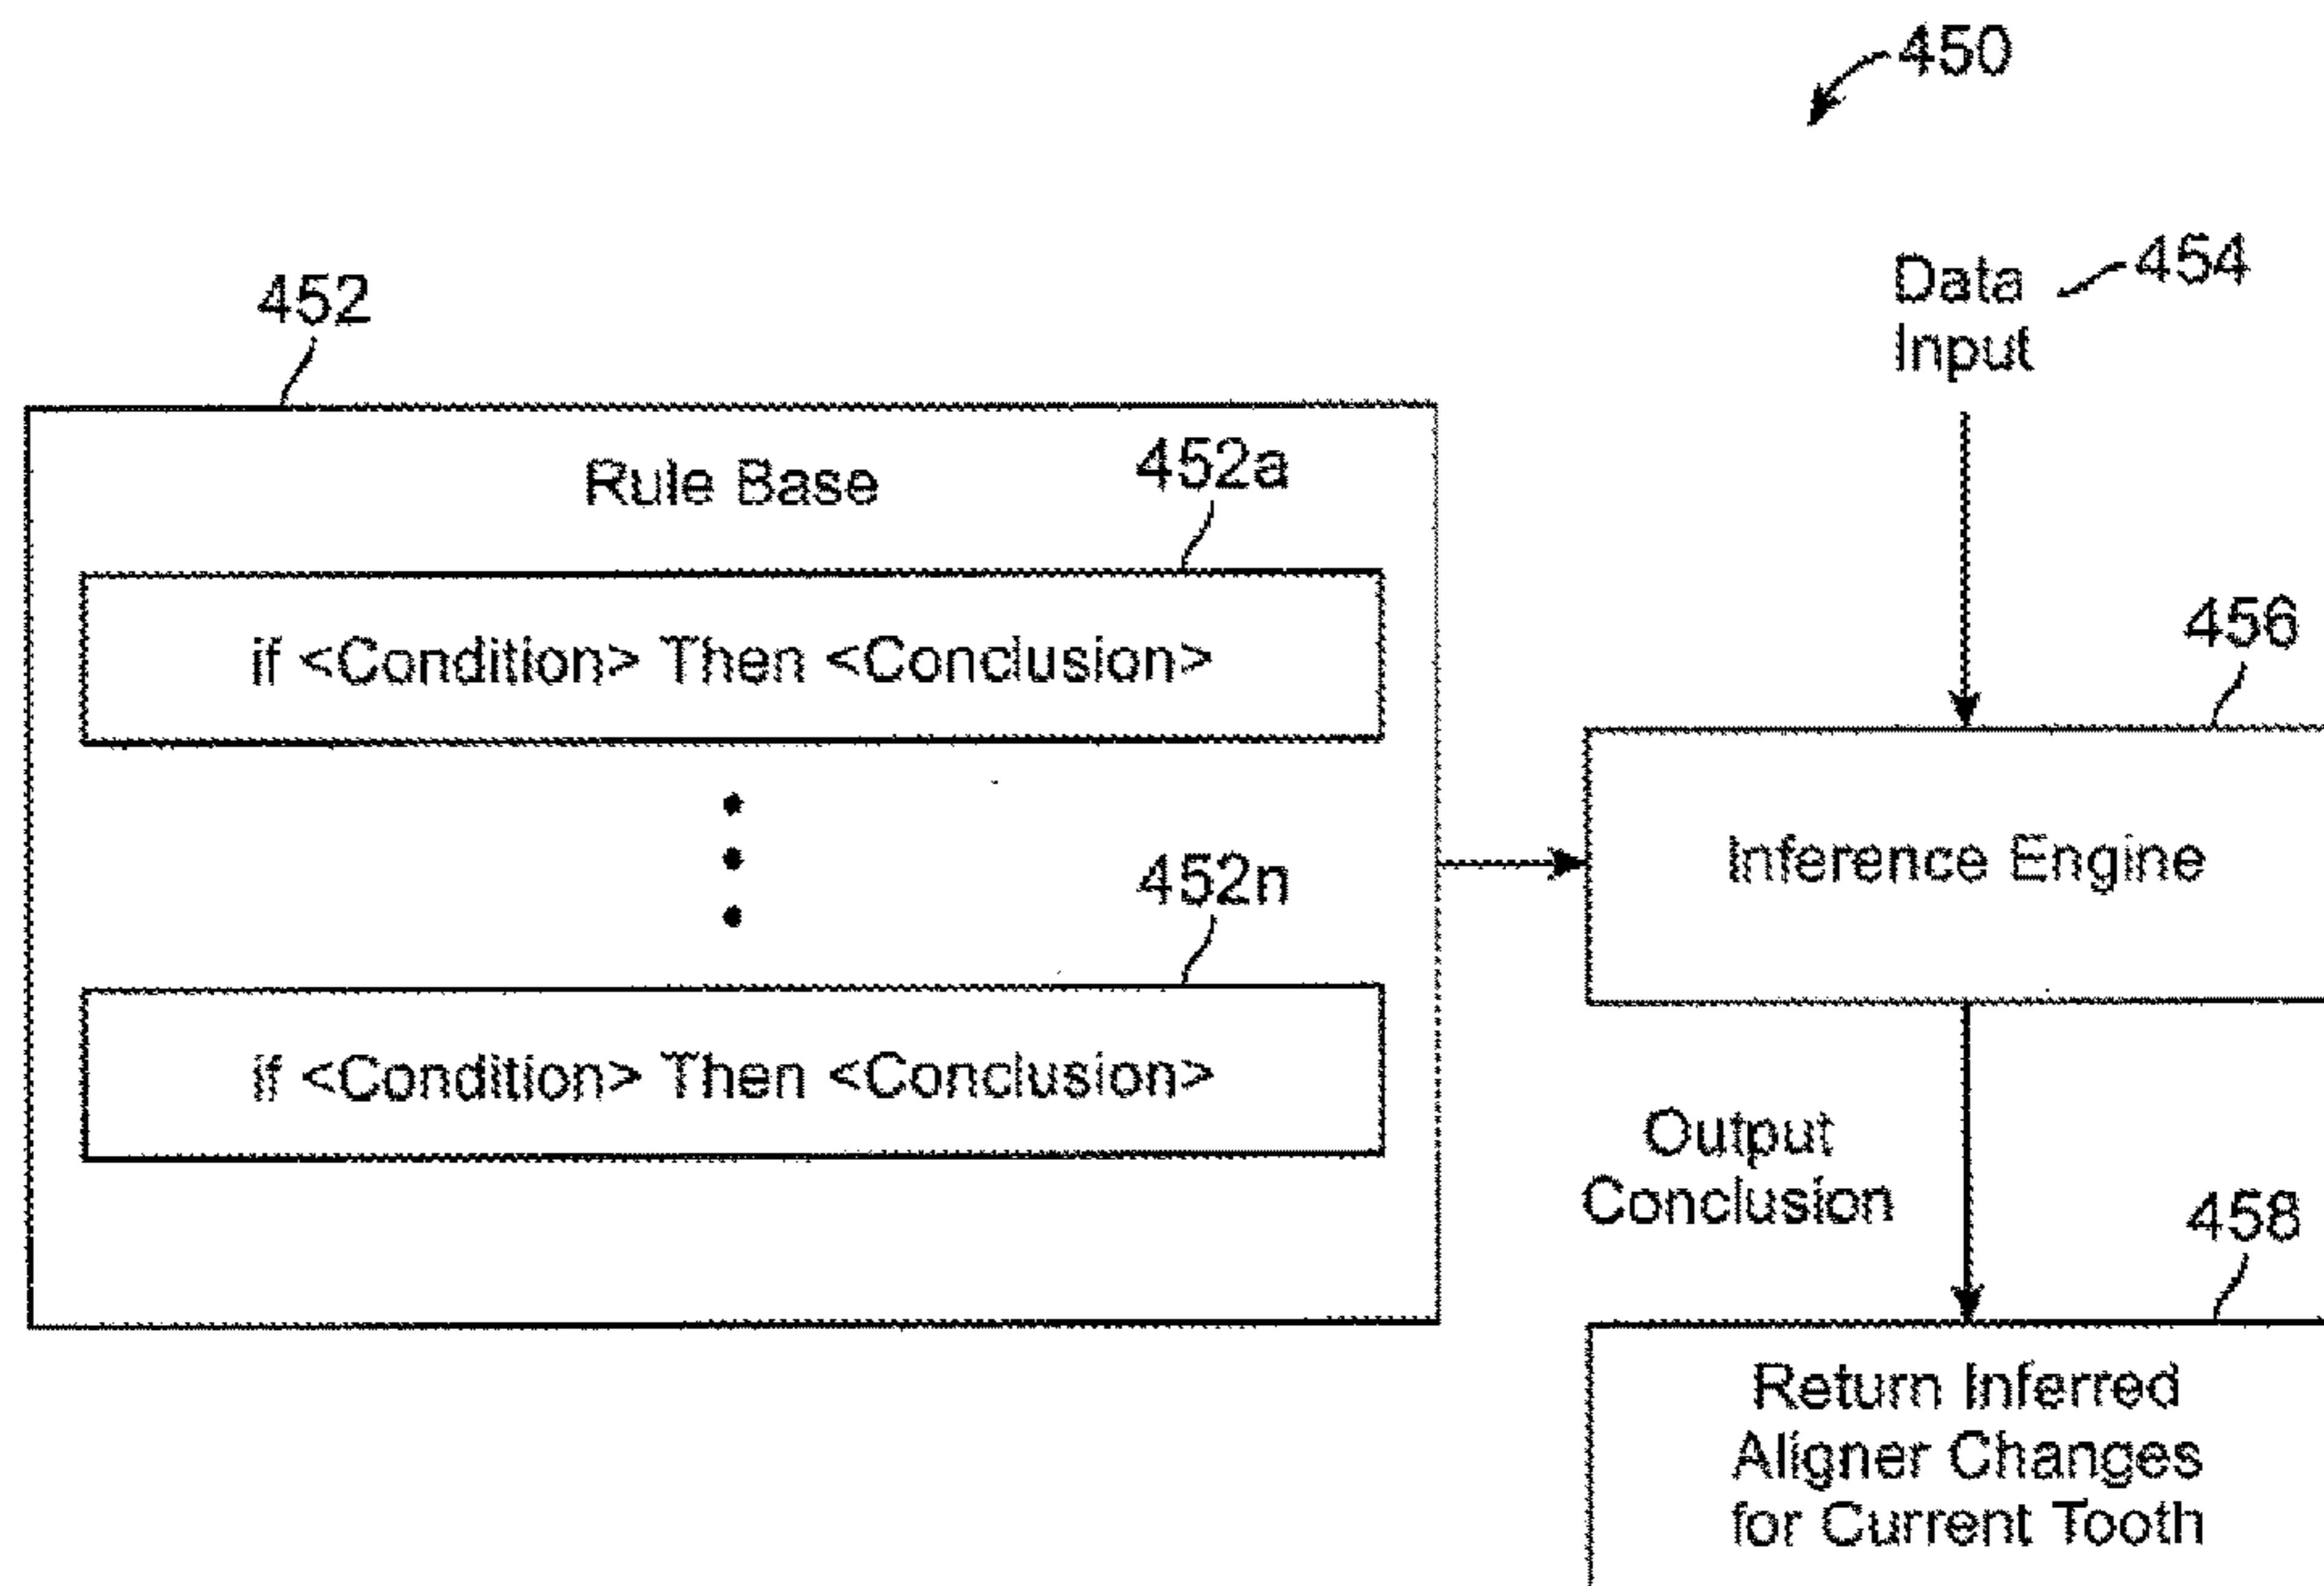 450
Data
Input
454
452
Rule Base
452a
if <Condition> Then <Conclusion>
452n
if <Condition> Then <Conclusion>
456
Inference Engine
Output
Conclusion
458
Return Inferred
Aligner Changes
for Current Tooth